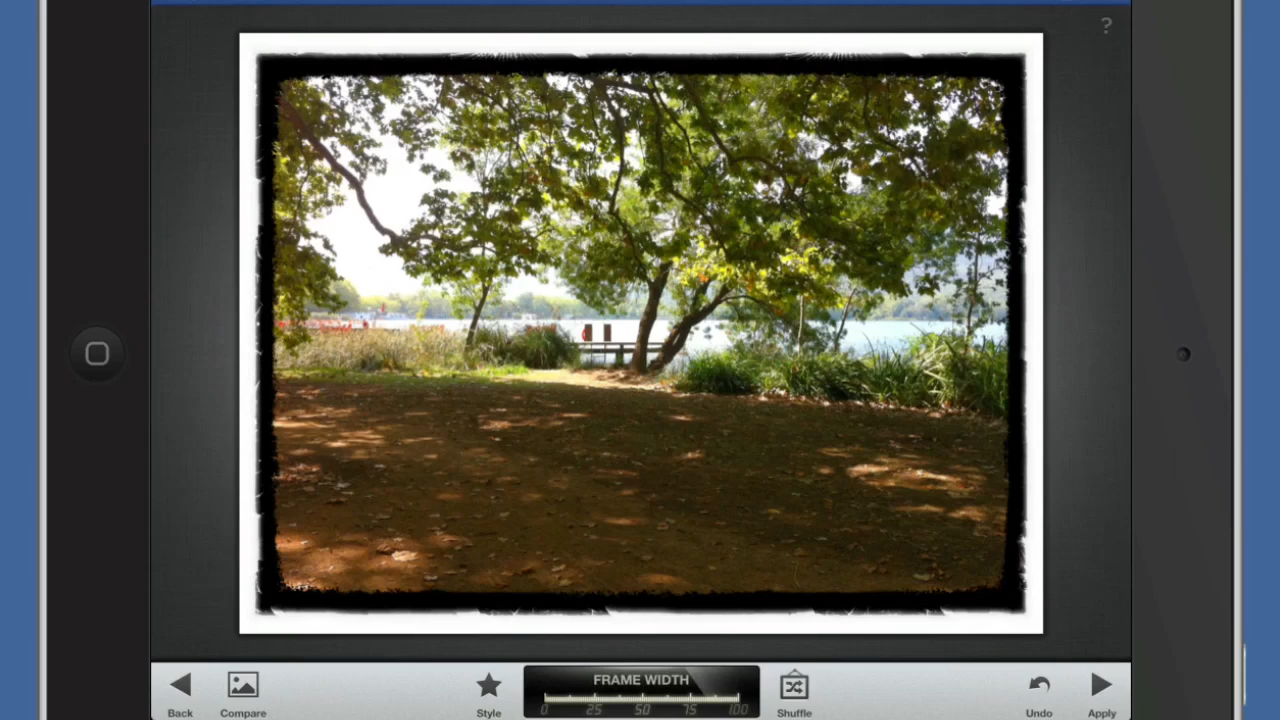 ?
FRAME WIDTH
0 25 50 75 100
Back
Compare
Style
Shuffle
Undo
Apply